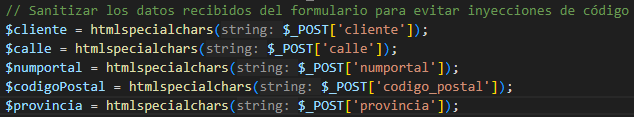 // Sanitizar los datos recibidos del formulario para evitar inyecciones de código
$cliente = htmlspecialchars(string: $_POST['cliente']);
$calle = htmlspecialchars(string: $_POST['calle']);
$numportal = htmlspecialchars(string: $_POST['numportal']);
$codigoPostal = htmlspecialchars(string: $_POST['codigo_postal']);
$provincia = htmlspecialchars(string: $_POST['provincia']);